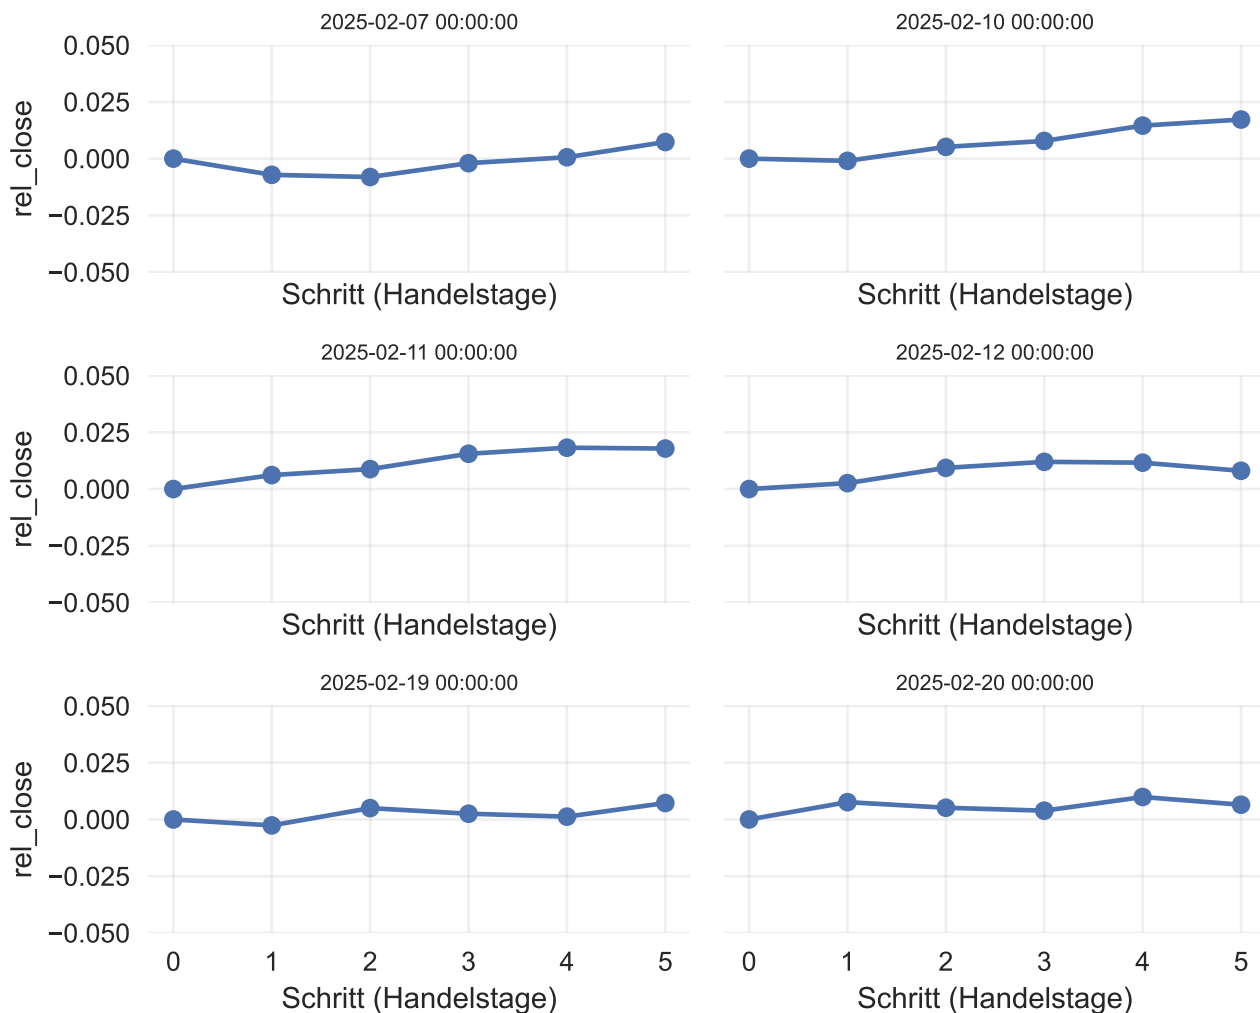 2025-02-07 00:00:00
2025-02-10 00:00:00
0.050
0.025
0.000
−0.025
−0.050
rel_close
Schritt (Handelstage)
Schritt (Handelstage)
2025-02-11 00:00:00
2025-02-12 00:00:00
0.050
0.025
0.000
−0.025
−0.050
rel_close
Schritt (Handelstage)
Schritt (Handelstage)
2025-02-19 00:00:00
2025-02-20 00:00:00
0.050
0.025
0.000
−0.025
−0.050
rel_close
0 1 2 3 4 5
0 1 2 3 4 5
Schritt (Handelstage)
Schritt (Handelstage)